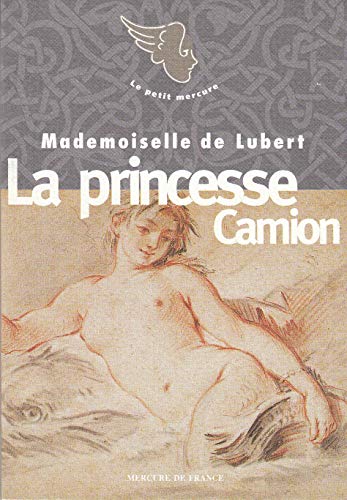 Le petit mercure
Mademoiselle de Lubert
La princesse
Camion
MERCURE DE FRANCE